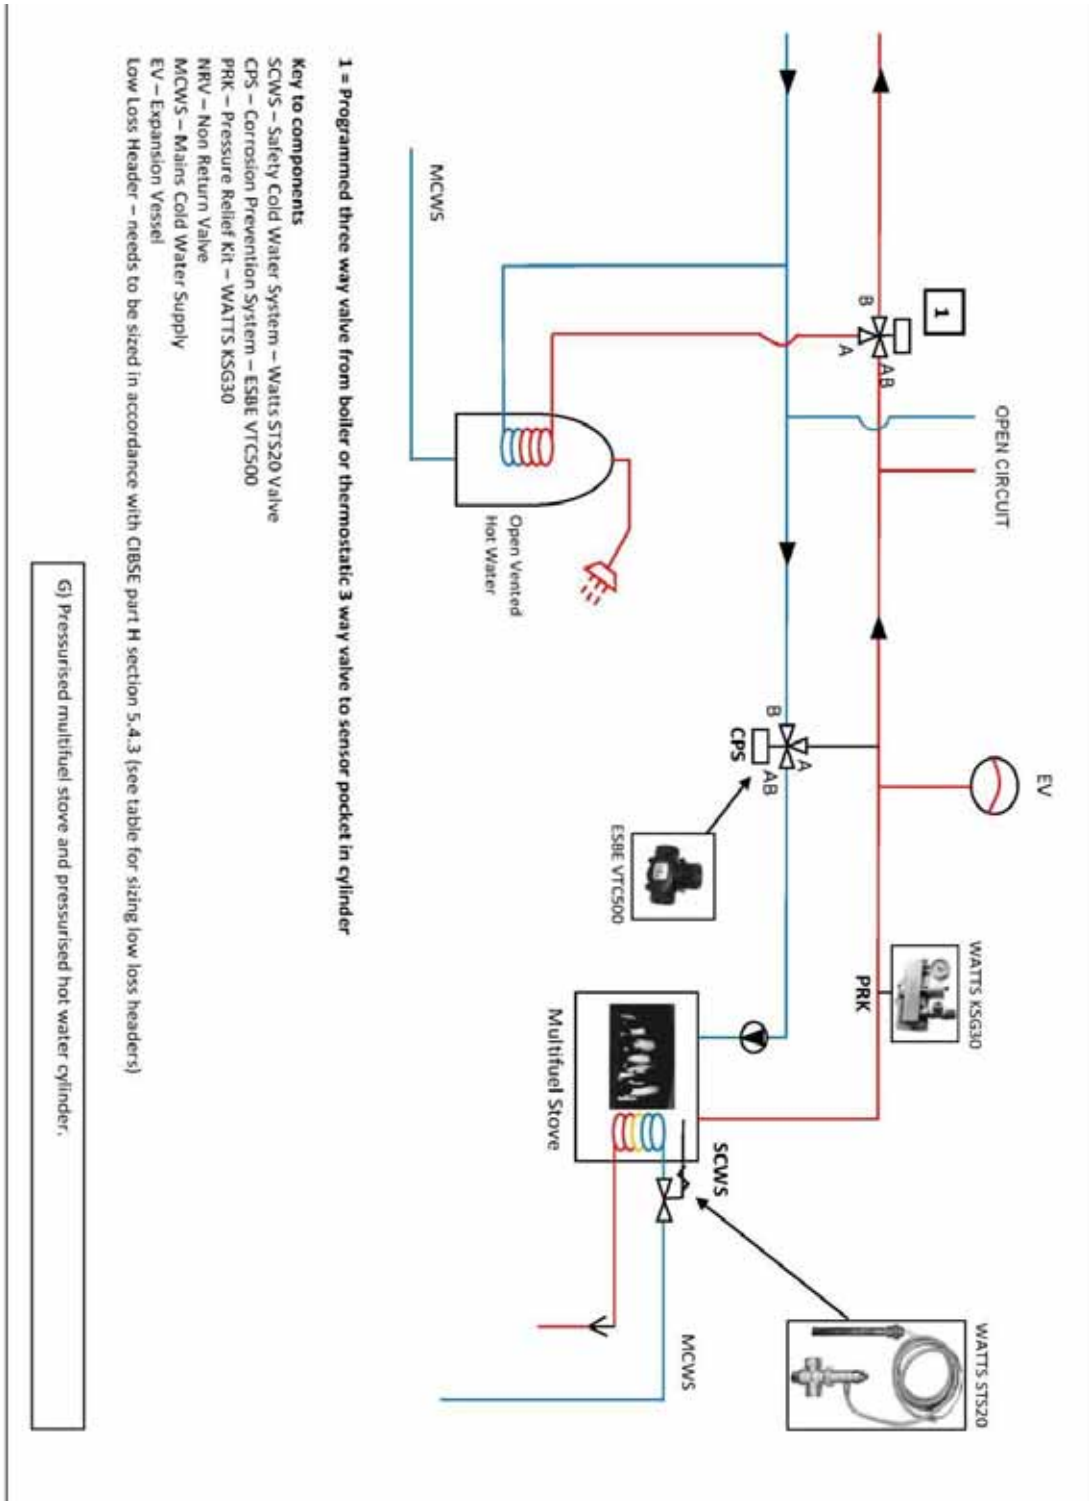 WATTS STS20
WATTS KSG30
EV
OPEN CIRCUIT
1
B
AB
A
PRK
SCWS
MCWS
A
B
AB
CPS
ESBE VTC500
Multifuel Stove
Open Vented
Hot Water
MCWS
1 = Programmed three way valve from boiler or thermostatic 3 way valve to sensor pocket in cylinder
Key to components
SCWS – Safety Cold Water System – Watts STS20 Valve
CPS – Corrosion Prevention System – ESBE VTC500
PRK – Pressure Relief Kit – WATTS KSG30
NRV – Non Return Valve
MCWS – Mains Cold Water Supply
EV – Expansion Vessel
Low Loss Header – needs to be sized in accordance with CIBSE part H section 5.4.3 (see table for sizing low loss headers)
G) Pressurised multifuel stove and pressurised hot water cylinder.